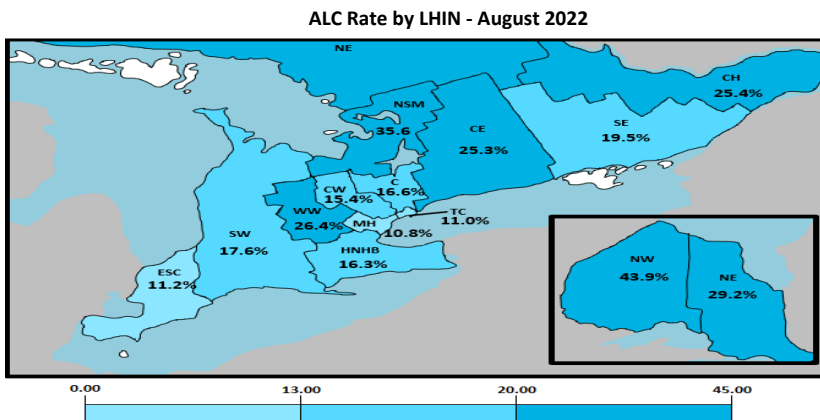 ALC Rate by LHIN - August 2022
NE
CH
25.4%
NSM
35.6
CE
25.3%
SE
19.5%
C
16.6%
CW
15.4%
TC
11.0%
WW
26.4%
MH
10.8%
SW
17.6%
HNHB
16.3%
ESC
11.2%
NW
43.9%
NE
29.2%
0.00 13.00 20.00 45.00